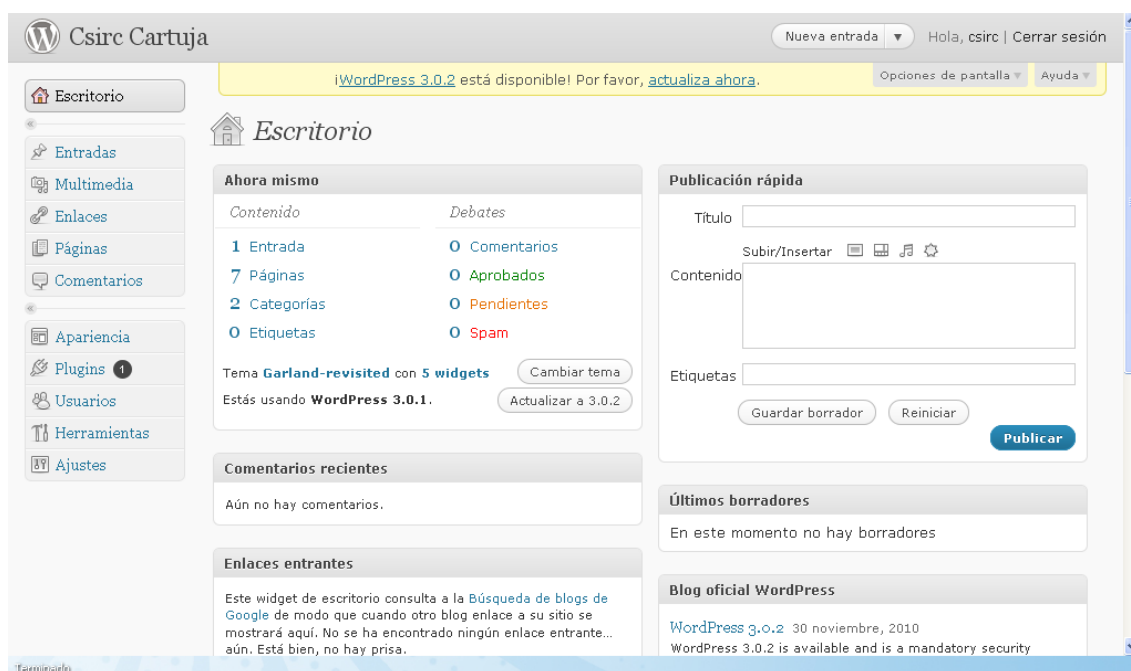 Csirc Cartuja
Nueva entrada
Hola, csirc | Cerrar sesión
¡WordPress 3.0.2 está disponible! Por favor, actualiza ahora.
Opciones de pantalla
Ayuda
Escritorio
Entradas
Multimedia
Enlaces
Páginas
Comentarios
Apariencia
Plugins 1
Usuarios
Herramientas
Ajustes
Escritorio
Ahora mismo
Contenido
Debates
1 Entrada
0 Comentarios
7 Páginas
0 Aprobados
2 Categorías
0 Pendientes
0 Etiquetas
0 Spam
Tema Garland-revisited con 5 widgets
Cambiar tema
Estás usando WordPress 3.0.1.
Actualizar a 3.0.2
Comentarios recientes
Aún no hay comentarios.
Enlaces entrantes
Este widget de escritorio consulta a la Búsqueda de blogs de
Google de modo que cuando otro blog enlace a su sitio se
mostrará aquí. No se ha encontrado ningún enlace entrante...
aún. Está bien, no hay prisa.
Publicación rápida
Título
Subir/Insertar
Contenido
Etiquetas
Guardar borrador
Reiniciar
Publicar
Últimos borradores
En este momento no hay borradores
Blog oficial WordPress
WordPress 3.0.2 30 noviembre, 2010
WordPress 3.0.2 is available and is a mandatory security
Terminado